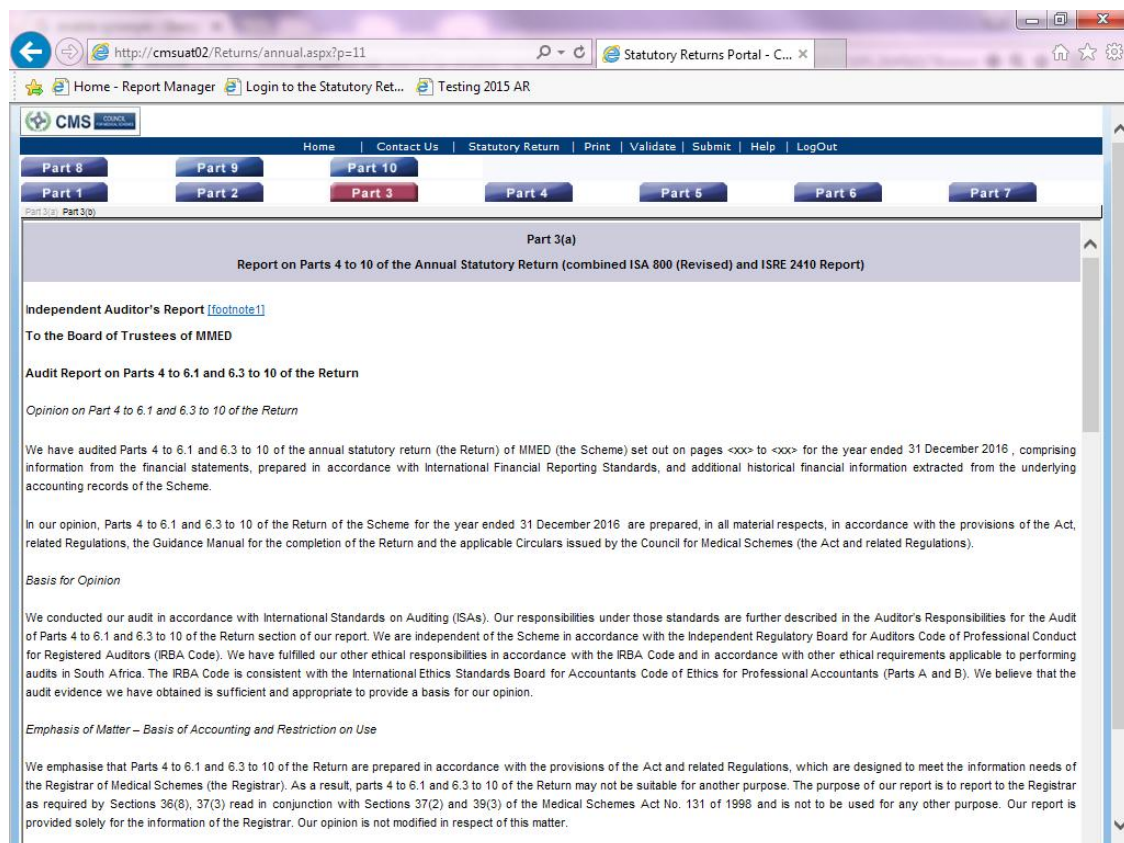 http://cmsuat02/Returns/annual.aspx?p=11
Statutory Returns Portal - C...
Home - Report Manager
Login to the Statutory Ret...
Testing 2015 AR
CMS COUNCIL FOR MEDICAL SCHEMES
Home | Contact Us | Statutory Return | Print | Validate | Submit | Help | LogOut
Part 8 Part 9 Part 10
Part 1 Part 2 Part 3 Part 4 Part 5 Part 6 Part 7
Part 3(a) Part 3(b)
Part 3(a)
Report on Parts 4 to 10 of the Annual Statutory Return (combined ISA 800 (Revised) and ISRE 2410 Report)
Independent Auditor's Report [footnote1]
To the Board of Trustees of MMED
Audit Report on Parts 4 to 6.1 and 6.3 to 10 of the Return
Opinion on Part 4 to 6.1 and 6.3 to 10 of the Return
We have audited Parts 4 to 6.1 and 6.3 to 10 of the annual statutory return (the Return) of MMED (the Scheme) set out on pages <xx> to <xx> for the year ended 31 December 2016 , comprising
information from the financial statements, prepared in accordance with International Financial Reporting Standards, and additional historical financial information extracted from the underlying
accounting records of the Scheme.
In our opinion, Parts 4 to 6.1 and 6.3 to 10 of the Return of the Scheme for the year ended 31 December 2016 are prepared, in all material respects, in accordance with the provisions of the Act,
related Regulations, the Guidance Manual for the completion of the Return and the applicable Circulars issued by the Council for Medical Schemes (the Act and related Regulations).
Basis for Opinion
We conducted our audit in accordance with International Standards on Auditing (ISAs). Our responsibilities under those standards are further described in the Auditor's Responsibilities for the Audit
of Parts 4 to 6.1 and 6.3 to 10 of the Return section of our report. We are independent of the Scheme in accordance with the Independent Regulatory Board for Auditors Code of Professional Conduct
for Registered Auditors (IRBA Code). We have fulfilled our other ethical responsibilities in accordance with the IRBA Code and in accordance with other ethical requirements applicable to performing
audits in South Africa. The IRBA Code is consistent with the International Ethics Standards Board for Accountants Code of Ethics for Professional Accountants (Parts A and B). We believe that the
audit evidence we have obtained is sufficient and appropriate to provide a basis for our opinion.
Emphasis of Matter – Basis of Accounting and Restriction on Use
We emphasise that Parts 4 to 6.1 and 6.3 to 10 of the Return are prepared in accordance with the provisions of the Act and related Regulations, which are designed to meet the information needs of
the Registrar of Medical Schemes (the Registrar). As a result, parts 4 to 6.1 and 6.3 to 10 of the Return may not be suitable for another purpose. The purpose of our report is to report to the Registrar
as required by Sections 36(8), 37(3) read in conjunction with Sections 37(2) and 39(3) of the Medical Schemes Act No. 131 of 1998 and is not to be used for any other purpose. Our report is
provided solely for the information of the Registrar. Our opinion is not modified in respect of this matter.